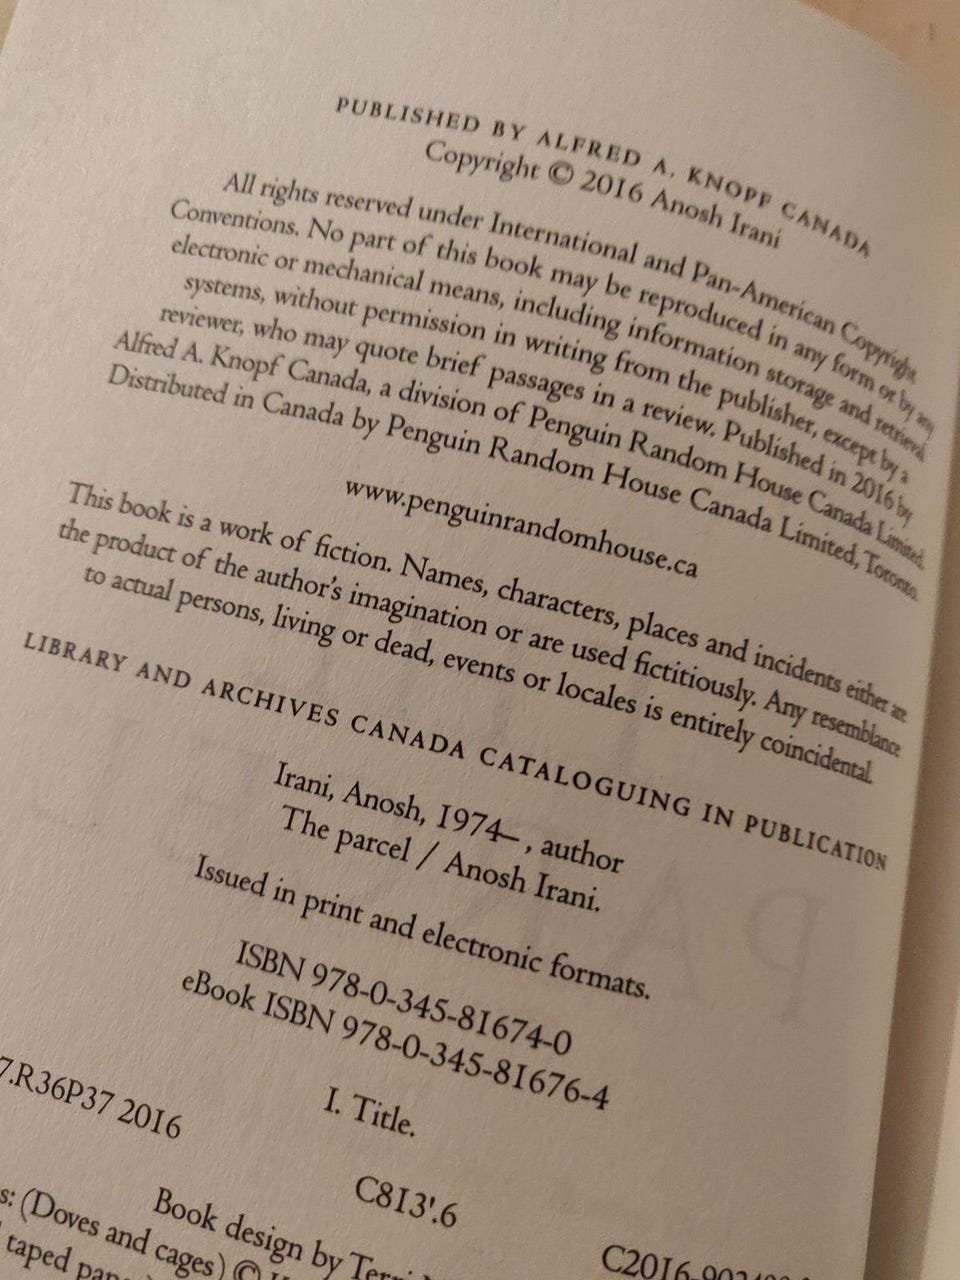 PUBLISHED BY ALFRED A. KNOPF CANADA
Copyright © 2016 Anosh Irani
All rights reserved under International and Pan-American Copyright
Conventions. No part of this book may be reproduced in any form or by any
electronic or mechanical means, including information storage and retrieval
systems, without permission in writing from the publisher, except by a
reviewer, who may quote brief passages in a review. Published in 2016 by
Alfred A. Knopf Canada, a division of Penguin Random House Canada Limited.
Distributed in Canada by Penguin Random House Canada Limited, Toronto.
www.penguinrandomhouse.ca
This book is a work of fiction. Names, characters, places and incidents either are
the product of the author's imagination or are used fictitiously. Any resemblance
to actual persons, living or dead, events or locales is entirely coincidental.
LIBRARY AND ARCHIVES CANADA CATALOGUING IN PUBLICATION
Irani, Anosh, 1974– , author
The parcel / Anosh Irani.
Issued in print and electronic formats.
ISBN 978-0-345-81674-0
eBook ISBN 978-0-345-81676-4
I. Title.
7.R36P37 2016
C813'.6
Book design by
s: (Doves and cages) ©
taped